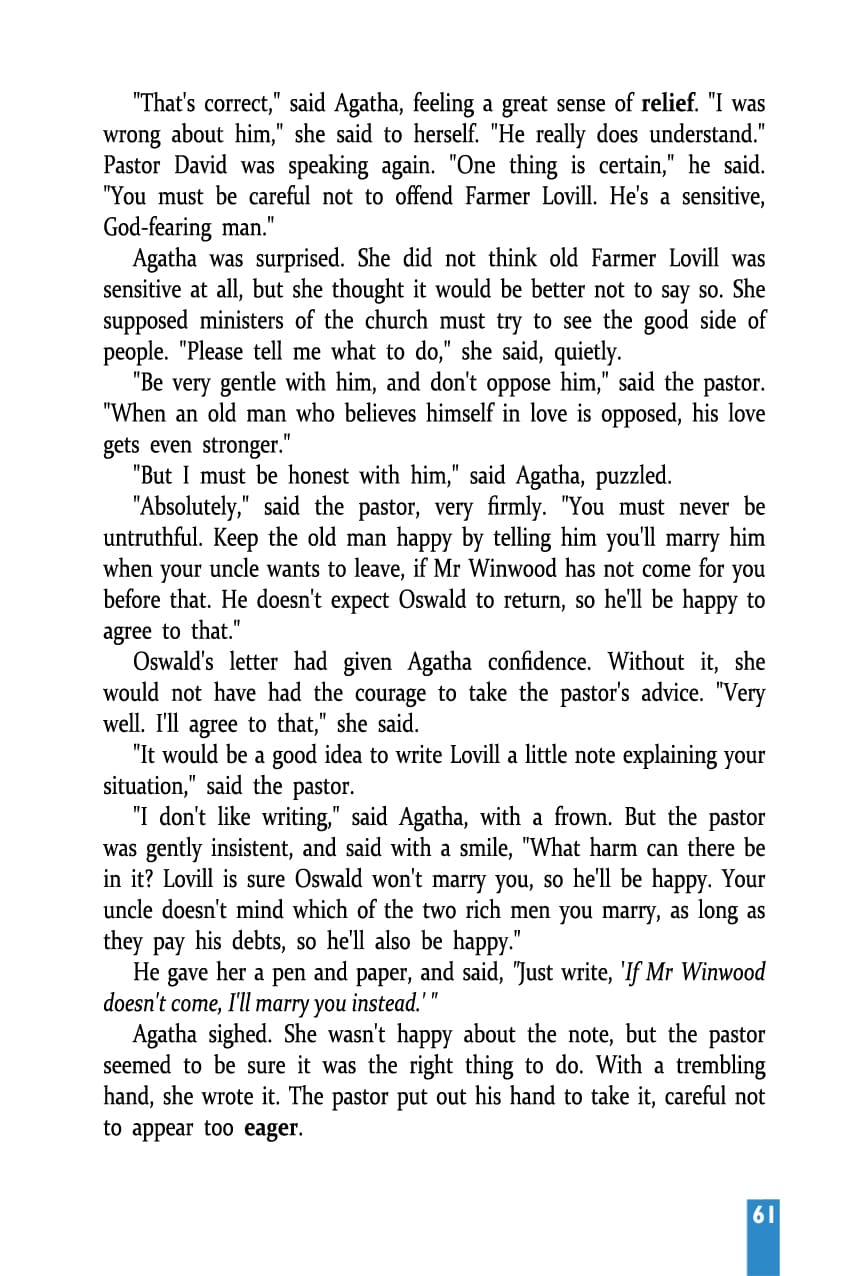 "That's correct," said Agatha, feeling a great sense of relief. "I was
wrong about him," she said to herself. "He really does understand."
Pastor David was speaking again. "One thing is certain," he said.
"You must be careful not to offend Farmer Lovill. He's a sensitive,
God-fearing man."
Agatha was surprised. She did not think old Farmer Lovill was
sensitive at all, but she thought it would be better not to say so. She
supposed ministers of the church must try to see the good side of
people. "Please tell me what to do," she said, quietly.
"Be very gentle with him, and don't oppose him," said the pastor.
"When an old man who believes himself in love is opposed, his love
gets even stronger."
"But I must be honest with him," said Agatha, puzzled.
"Absolutely," said the pastor, very firmly. "You must never be
untruthful. Keep the old man happy by telling him you'll marry him
when your uncle wants to leave, if Mr Winwood has not come for you
before that. He doesn't expect Oswald to return, so he'll be happy to
agree to that."
Oswald's letter had given Agatha confidence. Without it, she
would not have had the courage to take the pastor's advice. "Very
well. I'll agree to that," she said.
"It would be a good idea to write Lovill a little note explaining your
situation," said the pastor.
"I don't like writing," said Agatha, with a frown. But the pastor
was gently insistent, and said with a smile, "What harm can there be
in it? Lovill is sure Oswald won't marry you, so he'll be happy. Your
uncle doesn't mind which of the two rich men you marry, as long as
they pay his debts, so he'll also be happy."
He gave her a pen and paper, and said, "Just write, 'If Mr Winwood
doesn't come, I'll marry you instead.' "
Agatha sighed. She wasn't happy about the note, but the pastor
seemed to be sure it was the right thing to do. With a trembling
hand, she wrote it. The pastor put out his hand to take it, careful not
to appear too eager.
61